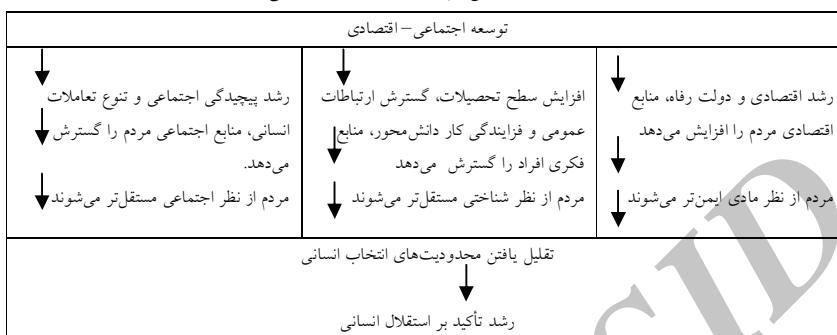 توسعه اجتماعی – اقتصادی
رشد اقتصادی و دولت رفاه، منابع
اقتصادی مردم را افزایش می‌دهد
مردم از نظر مادی ایمن‌تر می‌شوند
افزایش سطح تحصیلات، گسترش ارتباطات
عمومی و فزایندگی کار دانش‌محور، منابع
فکری افراد را گسترش می‌دهد
مردم از نظر شناختی مستقل‌تر می‌شوند
رشد پیچیدگی اجتماعی و تنوع تعاملات
انسانی، منابع اجتماعی مردم را گسترش
می‌دهد.
مردم از نظر اجتماعی مستقل‌تر می‌شوند
تقلیل یافتن محدودیت‌های انتخاب انسانی
رشد تأکید بر استقلال انسانی
SID